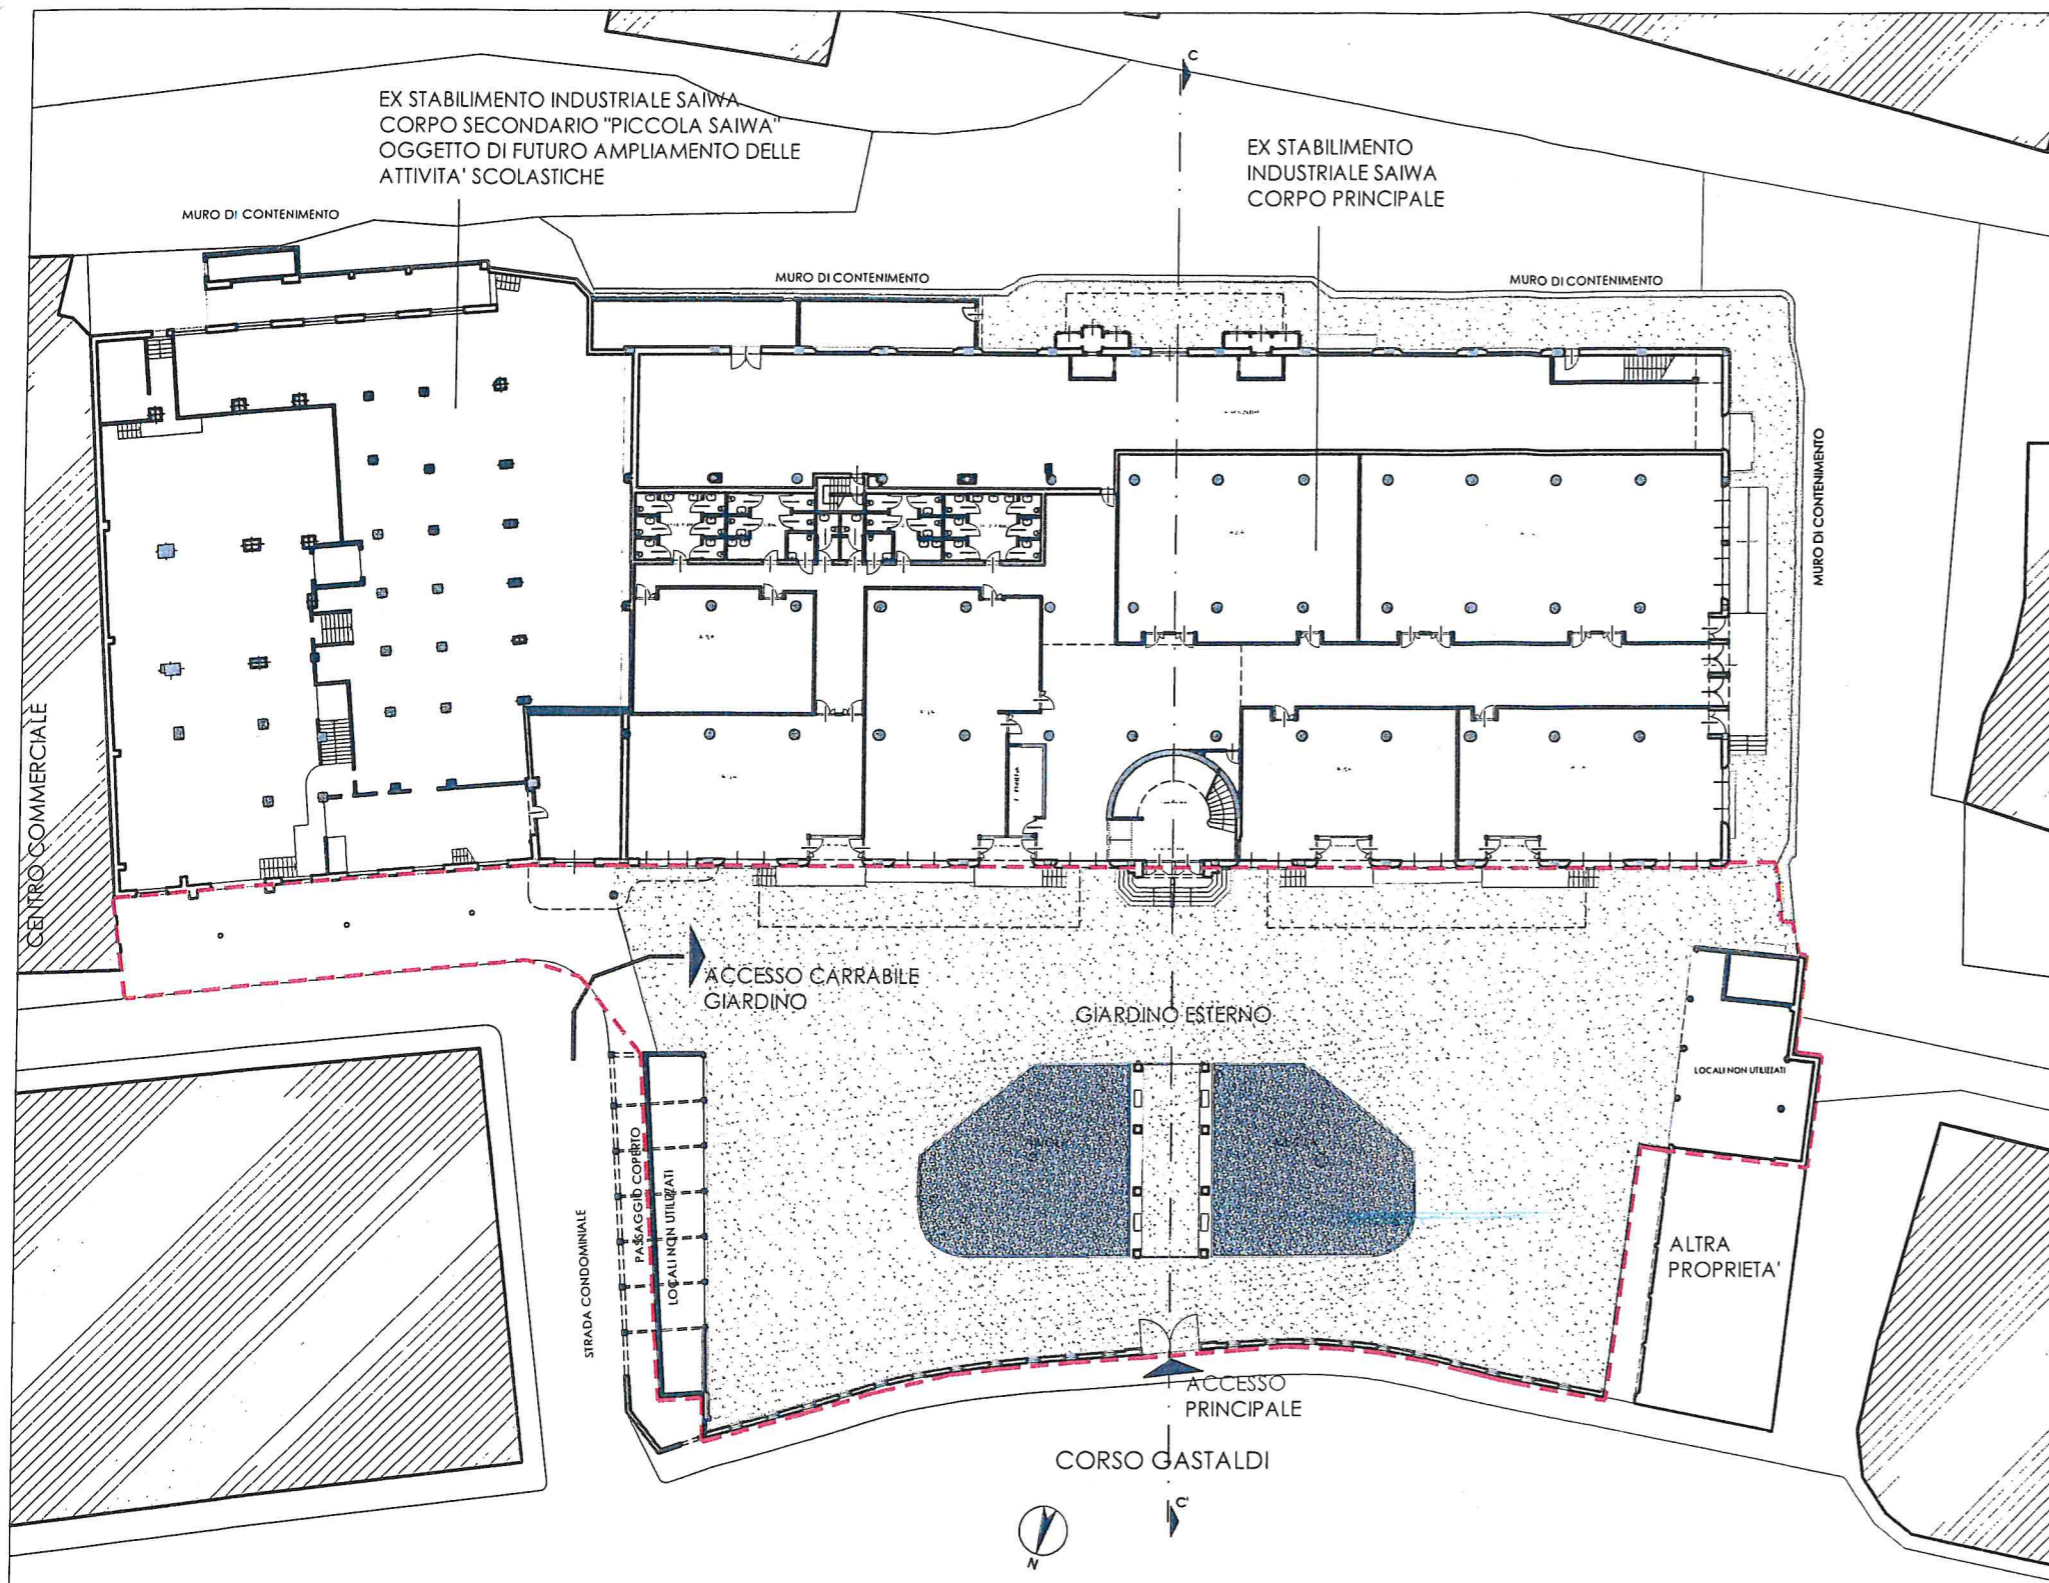 C
EX STABILIMENTO INDUSTRIALE SAIWA
CORPO SECONDARIO "PICCOLA SAIWA"
OGGETTO DI FUTURO AMPLIAMENTO DELLE
ATTIVITA' SCOLASTICHE
EX STABILIMENTO
INDUSTRIALE SAIWA
CORPO PRINCIPALE
MURO DI CONTENIMENTO
MURO DI CONTENIMENTO
MURO DI CONTENIMENTO
MURO DI CONTENIMENTO
CENTRO COMMERCIALE
ACCESSO CARRABILE
GIARDINO
GIARDINO ESTERNO
LOCALI NON UTILIZZATI
PASSAGGIO COPERTO
LOCALI NON UTILIZZATI
STRADA CONDOMINIALE
ALTRA
PROPRIETA'
ACCESSO
PRINCIPALE
CORSO GASTALDI
C'
N